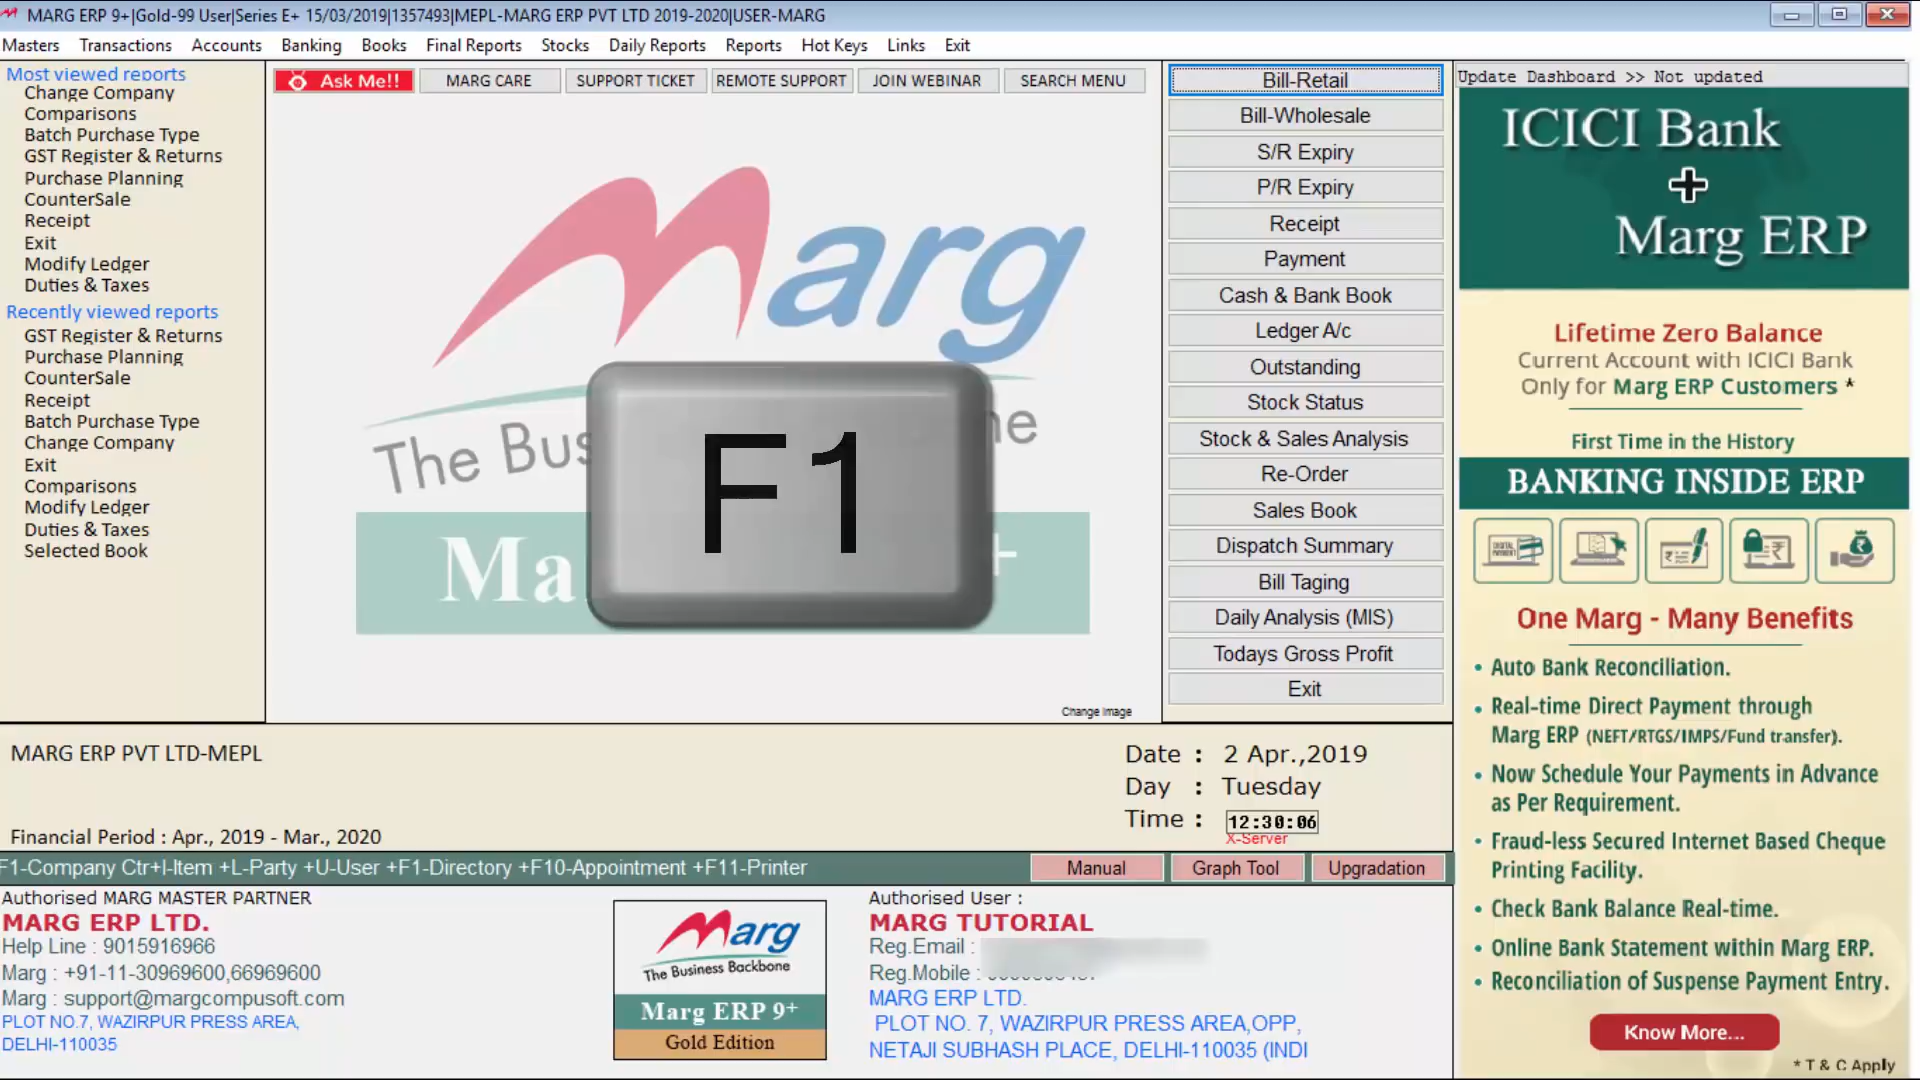 MARG ERP 9+|Gold-99 User|Series E+ 15/03/2019|1357493|MEPL-MARG ERP PVT LTD 2019-2020|USER-MARG
Masters Transactions Accounts Banking Books Final Reports Stocks Daily Reports Reports Hot Keys Links Exit
Most viewed reports
Change Company
Comparisons
Batch Purchase Type
GST Register & Returns
Purchase Planning
CounterSale
Receipt
Exit
Modify Ledger
Duties & Taxes
Recently viewed reports
GST Register & Returns
Purchase Planning
CounterSale
Receipt
Batch Purchase Type
Change Company
Exit
Comparisons
Modify Ledger
Duties & Taxes
Selected Book
Ask Me!! MARG CARE SUPPORT TICKET REMOTE SUPPORT JOIN WEBINAR SEARCH MENU
marg
The Bus ne
Ma +
F1
Change Image
Bill-Retail
Bill-Wholesale
S/R Expiry
P/R Expiry
Receipt
Payment
Cash & Bank Book
Ledger A/c
Outstanding
Stock Status
Stock & Sales Analysis
Re-Order
Sales Book
Dispatch Summary
Bill Taging
Daily Analysis (MIS)
Todays Gross Profit
Exit
Update Dashboard >> Not updated
ICICI Bank
+
Marg ERP
Lifetime Zero Balance
Current Account with ICICI Bank
Only for Marg ERP Customers *
First Time in the History
BANKING INSIDE ERP
DIGITAL PAYMENT
One Marg - Many Benefits
• Auto Bank Reconciliation.
• Real-time Direct Payment through
Marg ERP (NEFT/RTGS/IMPS/Fund transfer).
• Now Schedule Your Payments in Advance
as Per Requirement.
• Fraud-less Secured Internet Based Cheque
Printing Facility.
• Check Bank Balance Real-time.
• Online Bank Statement within Marg ERP.
• Reconciliation of Suspense Payment Entry.
Know More...
* T & C Apply
MARG ERP PVT LTD-MEPL
Financial Period : Apr., 2019 - Mar., 2020
Date : 2 Apr.,2019
Day : Tuesday
Time : 12:30:06
X-Server
F1-Company Ctr+I-Item +L-Party +U-User +F1-Directory +F10-Appointment +F11-Printer
Manual Graph Tool Upgradation
Authorised MARG MASTER PARTNER
MARG ERP LTD.
Help Line : 9015916966
Marg : +91-11-30969600,66969600
Marg : support@margcompusoft.com
PLOT NO.7, WAZIRPUR PRESS AREA,
DELHI-110035
marg
The Business Backbone
Marg ERP 9+
Gold Edition
Authorised User :
MARG TUTORIAL
Reg.Email :
Reg.Mobile :
MARG ERP LTD.
PLOT NO. 7, WAZIRPUR PRESS AREA,OPP,
NETAJI SUBHASH PLACE, DELHI-110035 (INDI